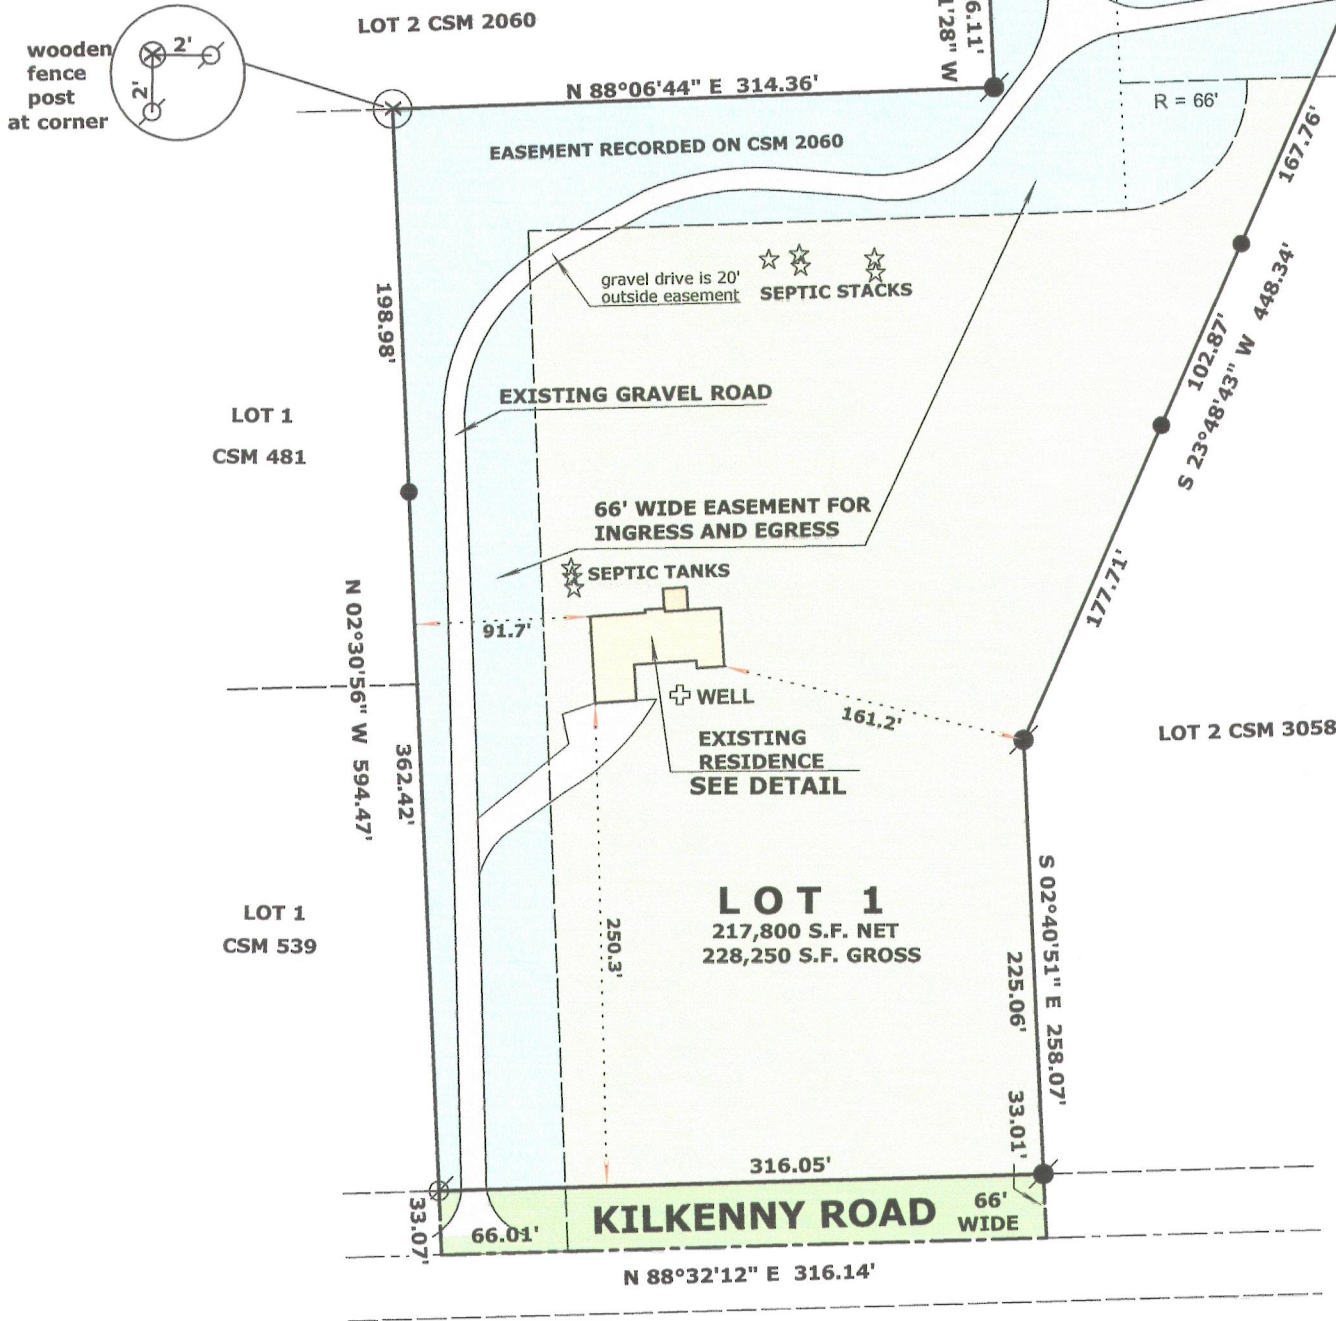 LOT 2 CSM 2060
wooden
fence
post
at corner
2'
2'
6.11'
1'28" W
N 88°06'44" E 314.36'
R = 66'
167.76'
EASEMENT RECORDED ON CSM 2060
gravel drive is 20'
outside easement
SEPTIC STACKS
198.98'
102.87'
S 23°48'43" W 448.34'
EXISTING GRAVEL ROAD
LOT 1
CSM 481
66' WIDE EASEMENT FOR
INGRESS AND EGRESS
SEPTIC TANKS
177.71'
91.7'
N 02°30'56" W 594.47'
WELL
161.2'
LOT 2 CSM 3058
EXISTING
RESIDENCE
SEE DETAIL
362.42'
LOT 1
217,800 S.F. NET
228,250 S.F. GROSS
LOT 1
CSM 539
250.3'
S 02°40'51" E 258.07'
225.06'
33.01'
316.05'
KILKENNY ROAD
66'
WIDE
33.07'
66.01'
N 88°32'12" E 316.14'